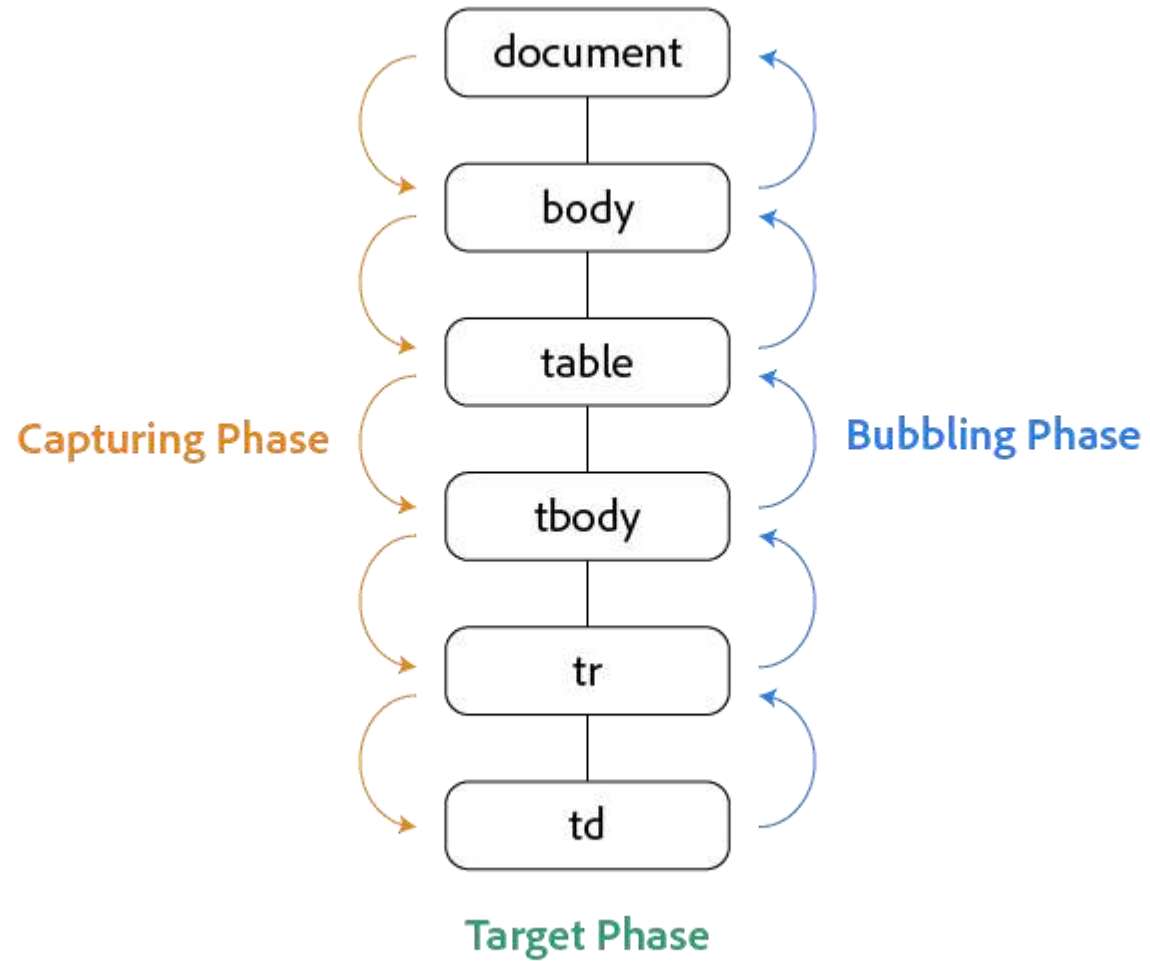 document
body
table
Capturing Phase
Bubbling Phase
tbody
tr
td
Target Phase